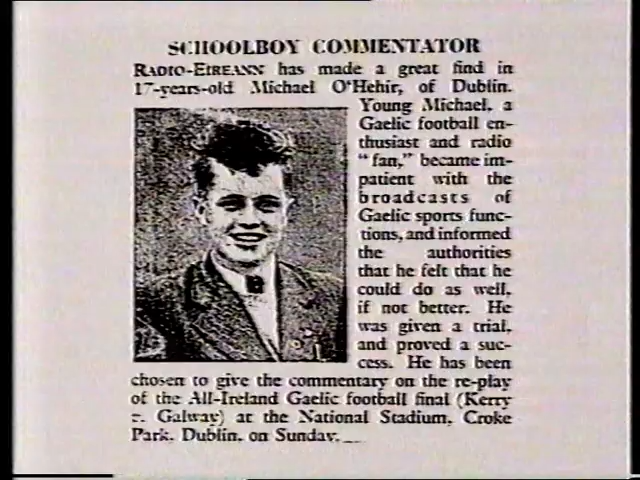 SCHOOLBOY COMMENTATOR
RADIO-EIREANN has made a great find in
17-years-old Michael O'Hehir, of Dublin.
Young Michael, a
Gaelic football en-
thusiast and radio
"fan," became im-
patient with the
broadcasts of
Gaelic sports func-
tions, and informed
the authorities
that he felt that he
could do as well,
if not better. He
was given a trial,
and proved a suc-
cess. He has been
chosen to give the commentary on the re-play
of the All-Ireland Gaelic football final (Kerry
v. Galway) at the National Stadium, Croke
Park, Dublin, on Sunday.